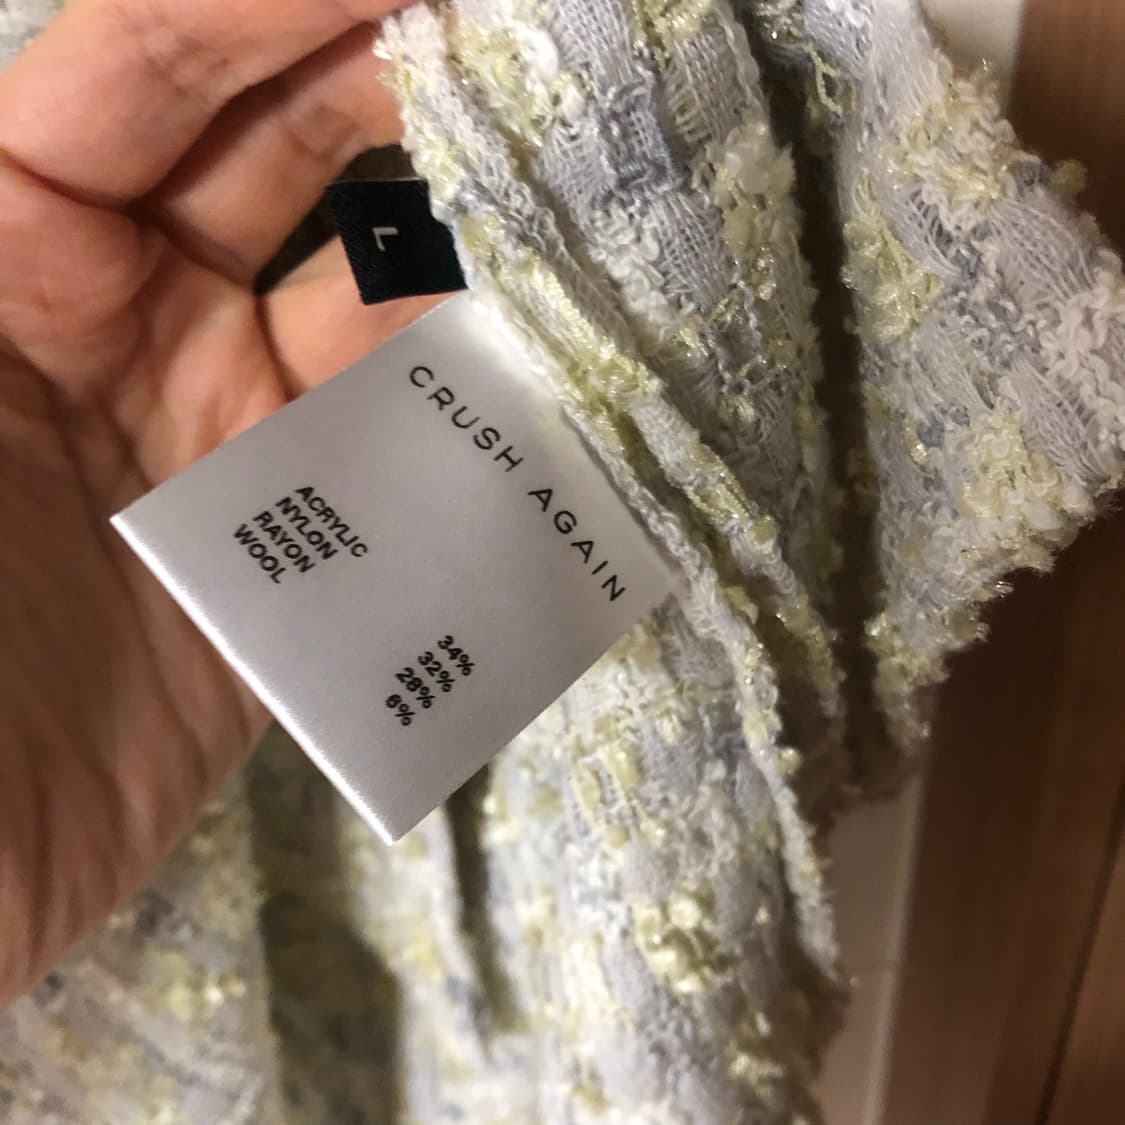 L
CRUSH AGAIN
ACRYLIC 34%
NYLON 32%
RAYON 28%
WOOL 6%